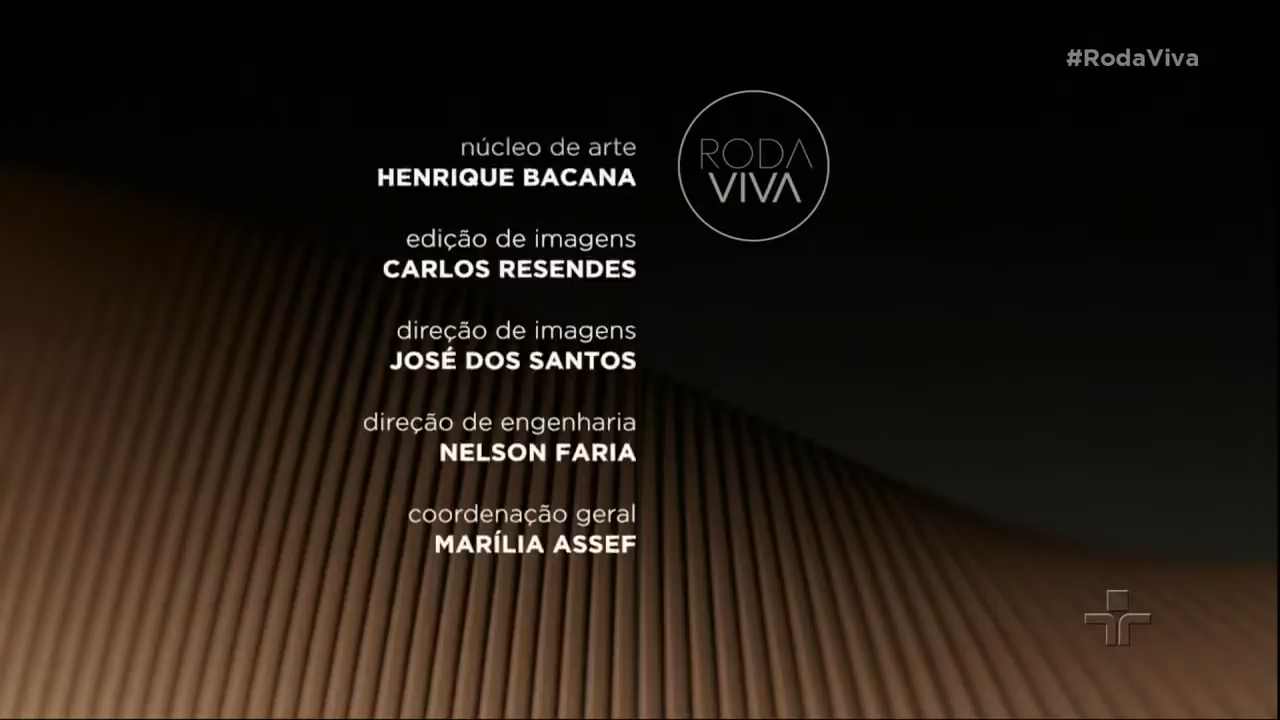 #RodaViva
RODA
VIVA
núcleo de arte
HENRIQUE BACANA
edição de imagens
CARLOS RESENDES
direção de imagens
JOSÉ DOS SANTOS
direção de engenharia
NELSON FARIA
coordenação geral
MARÍLIA ASSEF